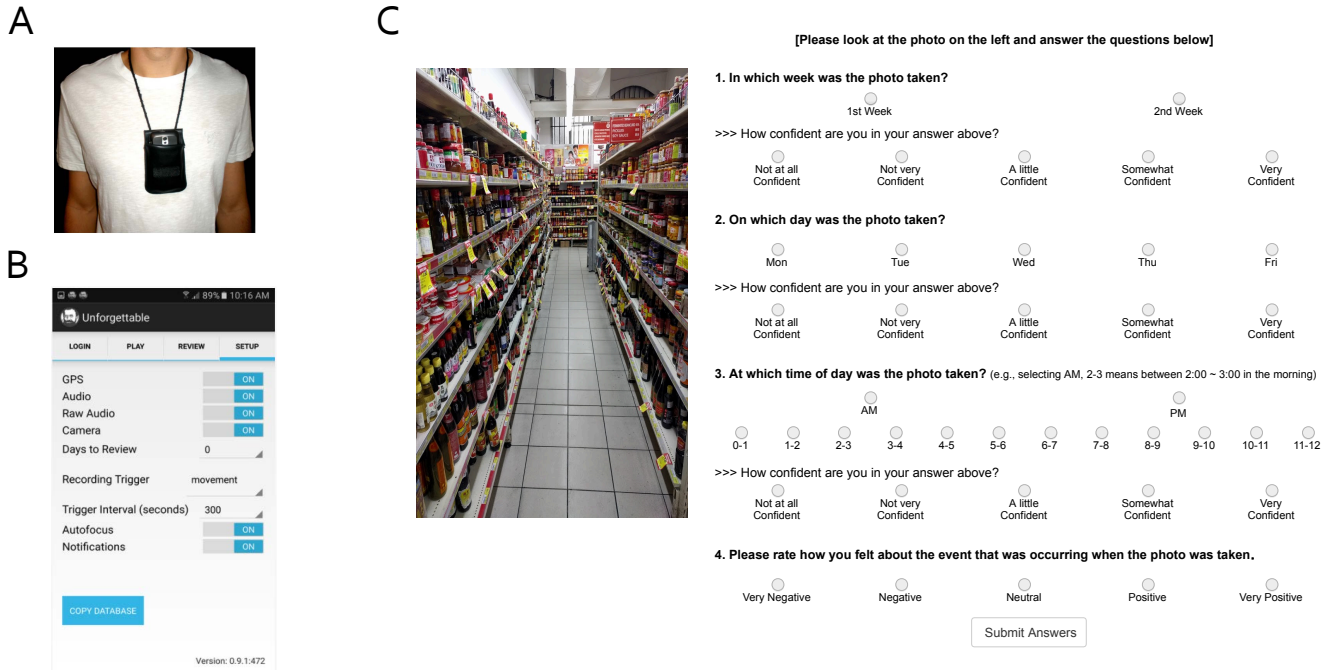 A
B
89% 10:16 AM
Unforgettable
LOGIN PLAY REVIEW SETUP
GPS ON
Audio ON
Raw Audio ON
Camera ON
Days to Review 0
Recording Trigger movement
Trigger Interval (seconds) 300
Autofocus ON
Notifications ON
COPY DATABASE
Version: 0.9.1:472
C
[Please look at the photo on the left and answer the questions below]
1. In which week was the photo taken?
1st Week 2nd Week
>>> How confident are you in your answer above?
Not at all Not very A little Somewhat Very
Confident Confident Confident Confident Confident
2. On which day was the photo taken?
Mon Tue Wed Thu Fri
>>> How confident are you in your answer above?
Not at all Not very A little Somewhat Very
Confident Confident Confident Confident Confident
3. At which time of day was the photo taken? (e.g., selecting AM, 2-3 means between 2:00 ~ 3:00 in the morning)
AM PM
0-1 1-2 2-3 3-4 4-5 5-6 6-7 7-8 8-9 9-10 10-11 11-12
>>> How confident are you in your answer above?
Not at all Not very A little Somewhat Very
Confident Confident Confident Confident Confident
4. Please rate how you felt about the event that was occurring when the photo was taken.
Very Negative Negative Neutral Positive Very Positive
Submit Answers